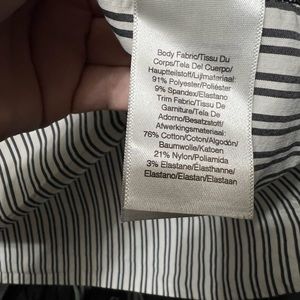 Body Fabric/Tissu Du
Corps/Tela Del Cuerpo/
Hauptteilstoff/Lijfmateriaal:
91% Polyester/Poliéster
9% Spandex/Elastano
Trim Fabric/Tissu De
Garniture/Tela De
Adorno/Besatzstoff/
Afwerkingsmateriaal:
76% Cotton/Coton/Algodón/
Baumwolle/Katoen
21% Nylon/Poliamida
3% Elastane/Élasthanne/
Elastano/Elastan/Elastaan